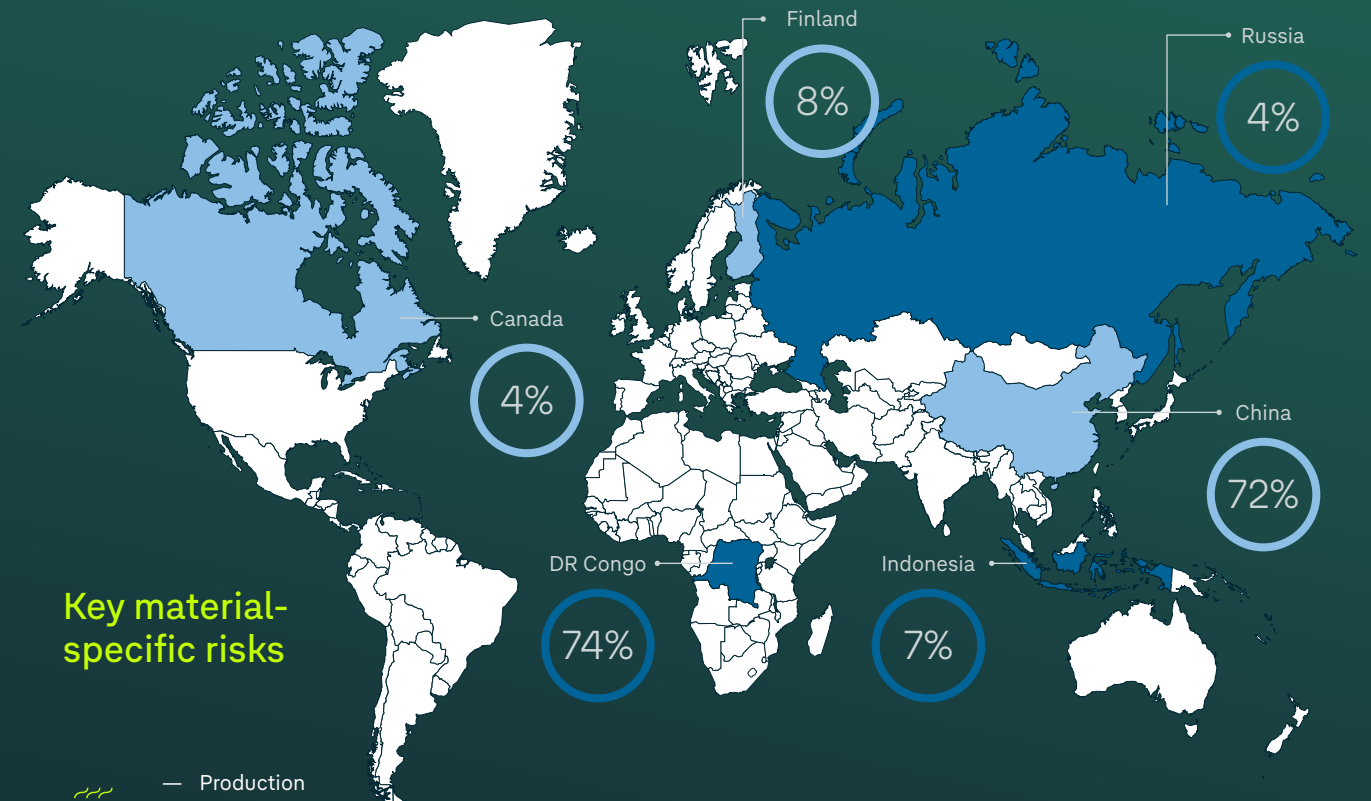 Finland
8%
Russia
4%
Canada
4%
China
72%
DR Congo
74%
Indonesia
7%
Key material-
specific risks
— Production